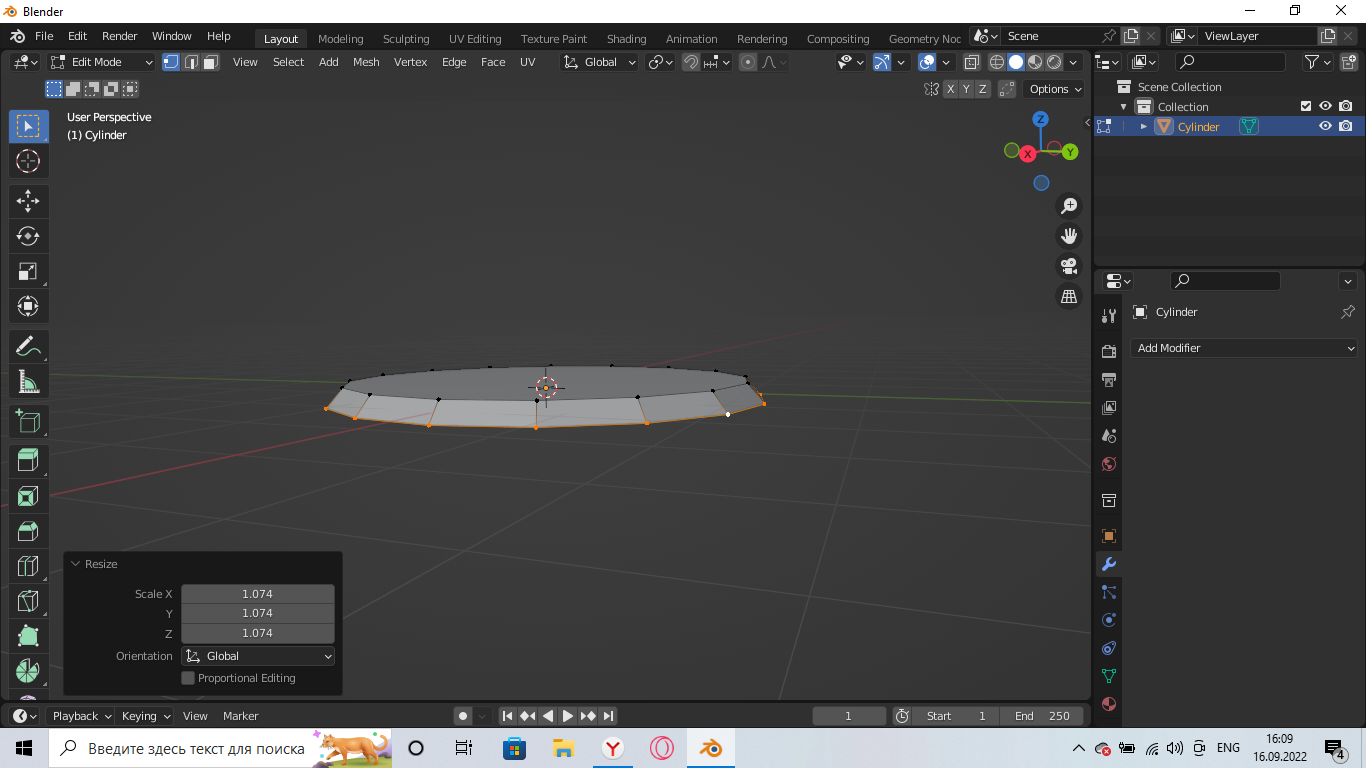 Blender
File Edit Render Window Help Layout Modeling Sculpting UV Editing Texture Paint Shading Animation Rendering Compositing Geometry Noc Scene ViewLayer
Edit Mode View Select Add Mesh Vertex Edge Face UV Global
X Y Z Options
User Perspective
(1) Cylinder
Z
X Y
Scene Collection
Collection
Cylinder
Cylinder
Add Modifier
Resize
Scale X 1.074
Y 1.074
Z 1.074
Orientation Global
Proportional Editing
Playback Keying View Marker 1 Start 1 End 250
Введите здесь текст для поиска
ENG
16:09
16.09.2022
4